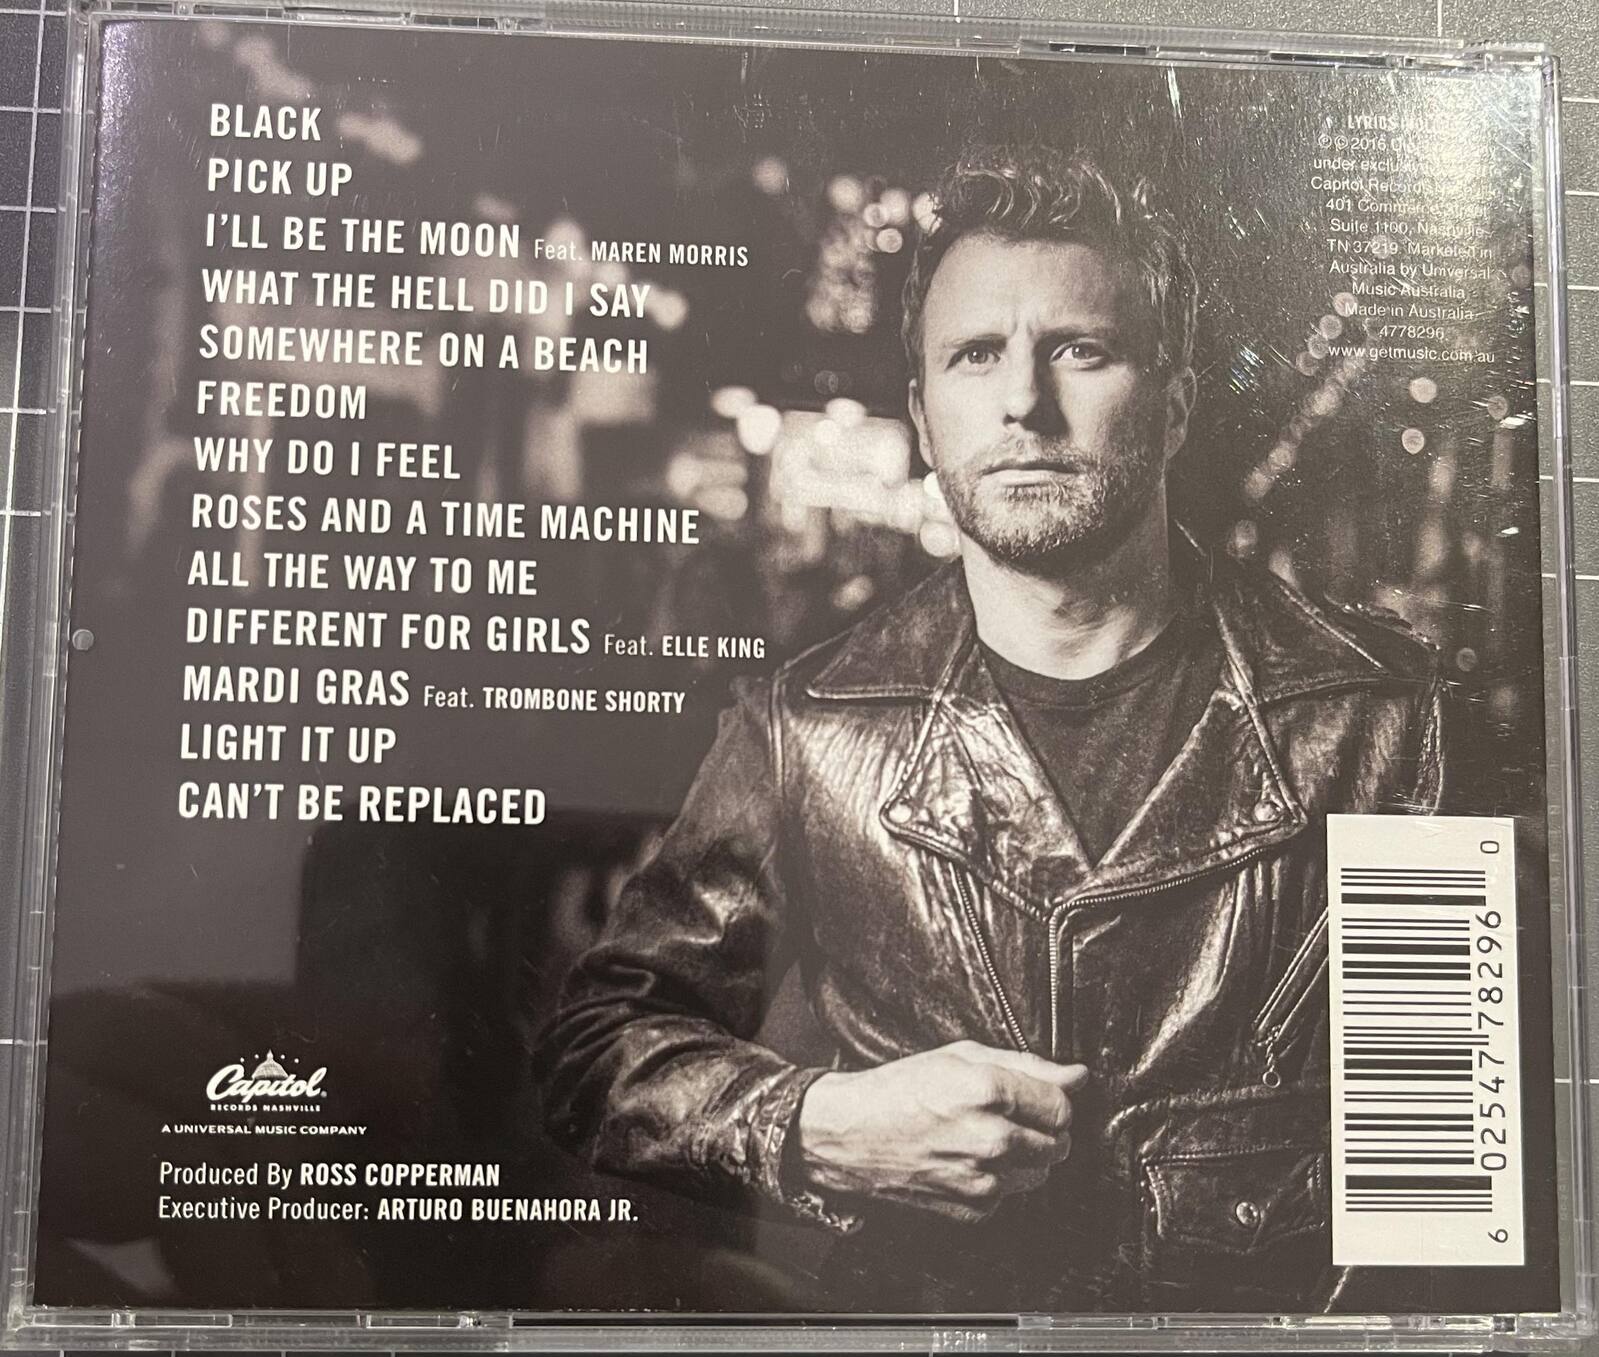 BLACK
PICK UP
I'LL BE THE MOON Feat. MAREN MORRIS
WHAT THE HELL DID I SAY
SOMEWHERE ON A BEACH
FREEDOM
WHY DO I FEEL
ROSES AND A TIME MACHINE
ALL THE WAY TO ME
DIFFERENT FOR GIRLS Feat. ELLE KING
MARDI GRAS Feat. TROMBONE SHORTY
LIGHT IT UP
CAN'T BE REPLACED
Capitol®
RECORDS NASHVILLE
A UNIVERSAL MUSIC COMPANY
Produced By ROSS COPPERMAN
Executive Producer: ARTURO BUENAHORA JR.
LYRICS
℗ © 2016
under
Capitol Records
401 Commerce Street
Suite 1100, Nashville,
TN 37219. Marketed in
Australia by Universal
Music Australia
Made in Australia
4778296
www.getmusic.com.au
6 02547 78296 0